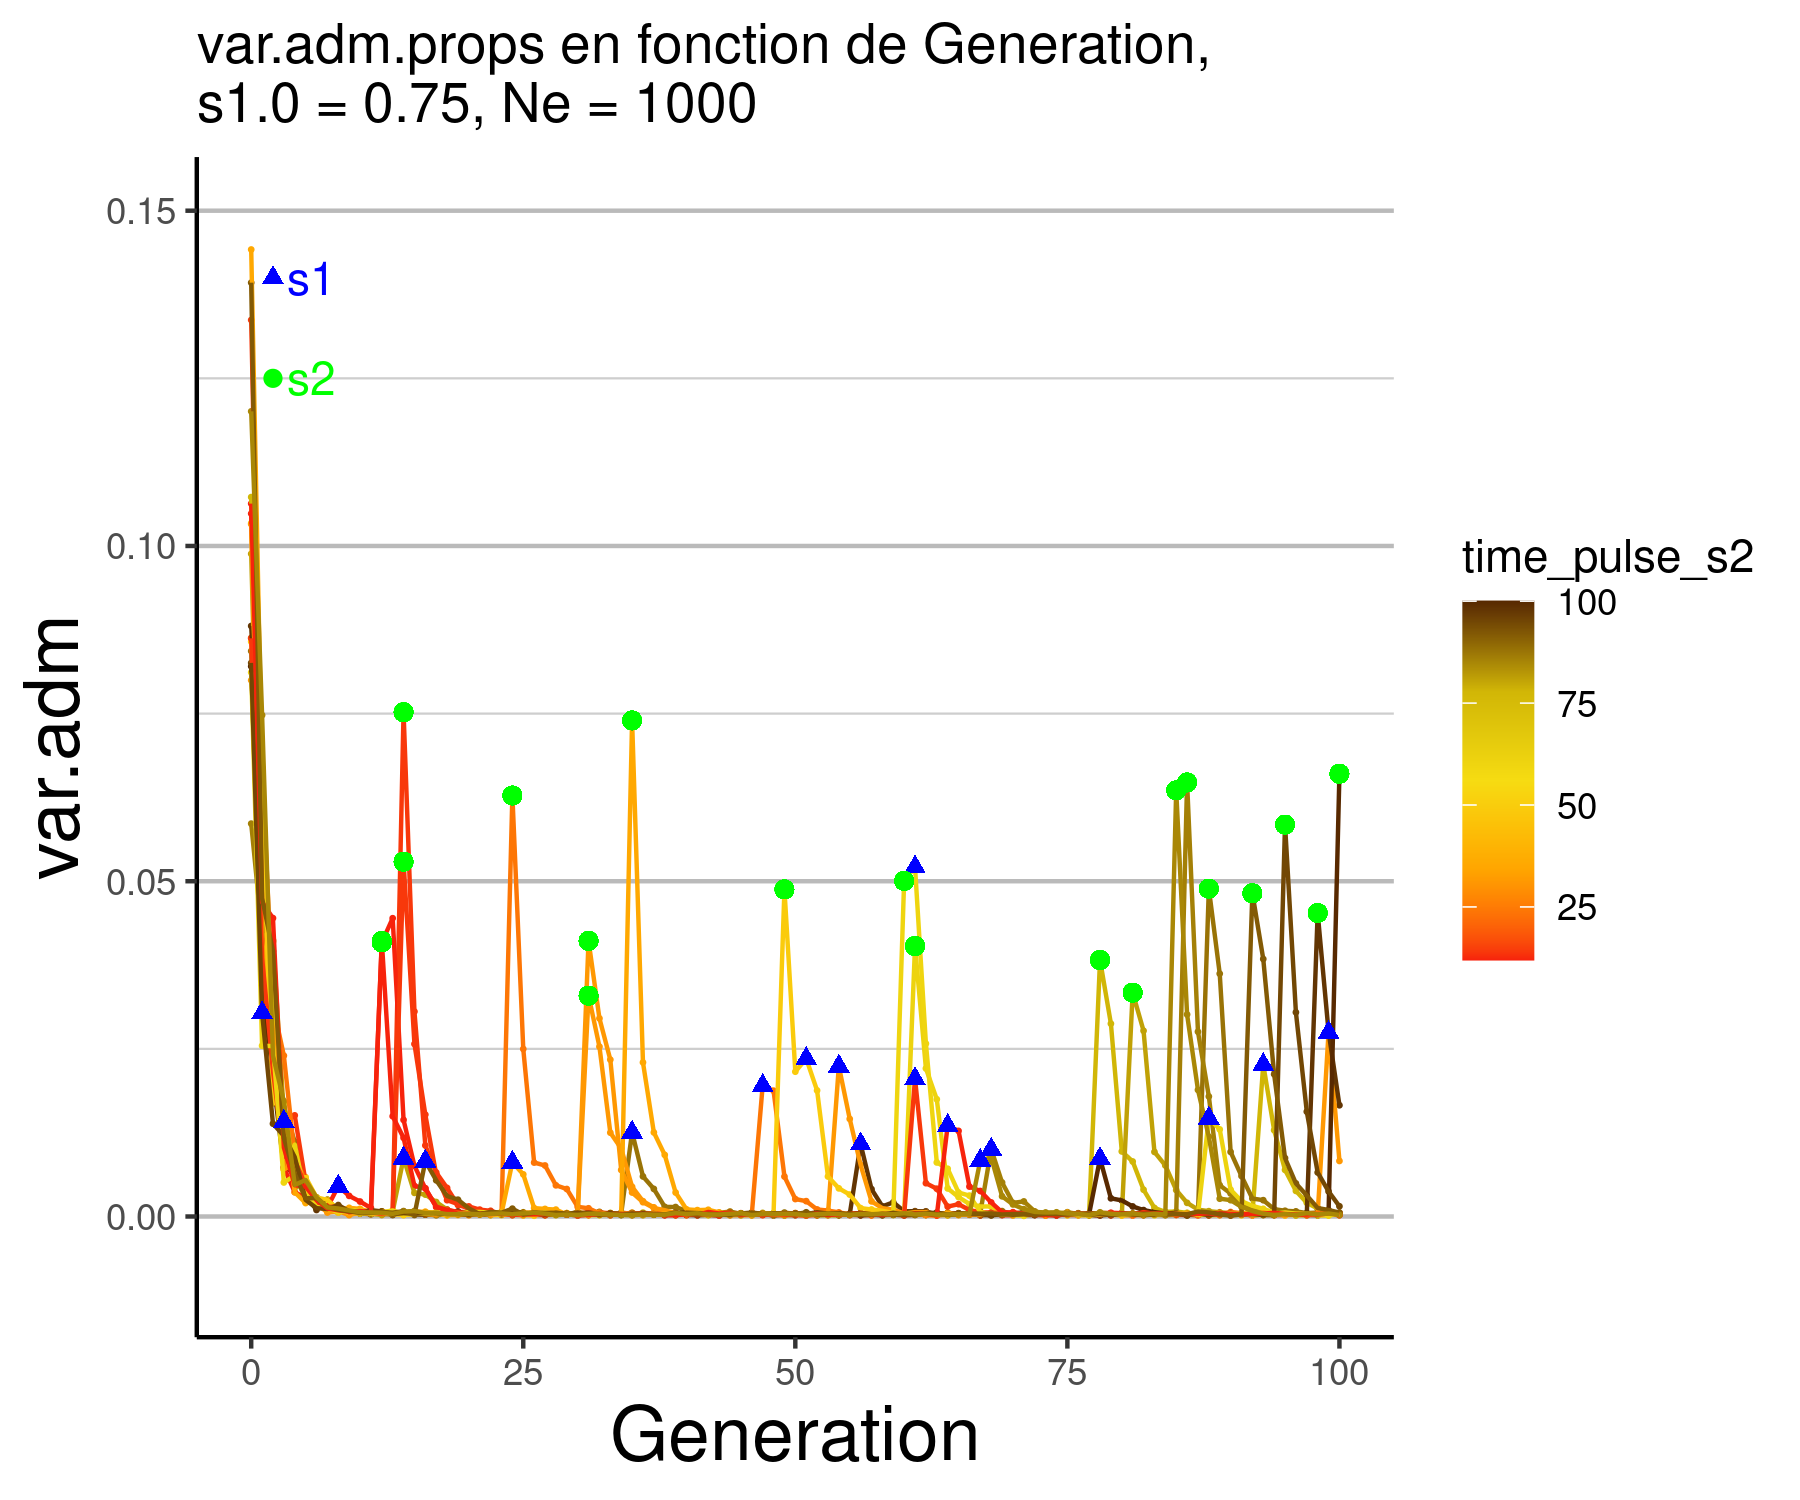 var.adm.props en fonction de Generation,
s1.0 = 0.75, Ne = 1000
0.15
s1
s2
0.10
0.05
0.00
var.adm
0 25 50 75 100
Generation
time_pulse_s2
100
75
50
25